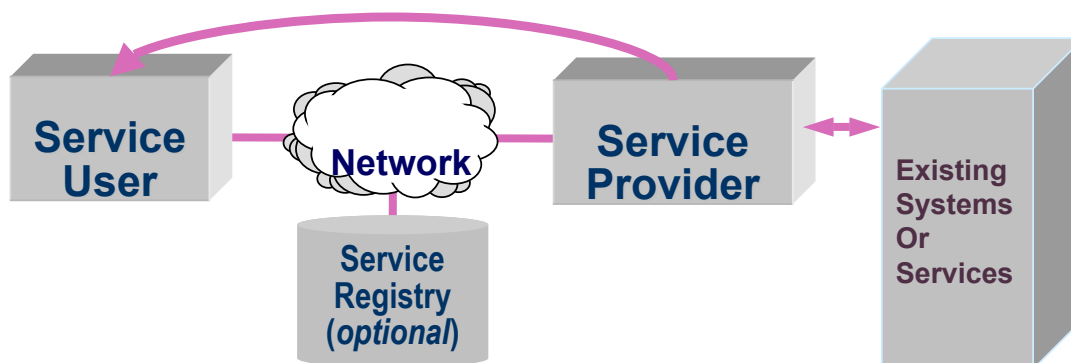 Service
User
Network
Service
Provider
Service
Registry
(optional)
Existing
Systems
Or
Services